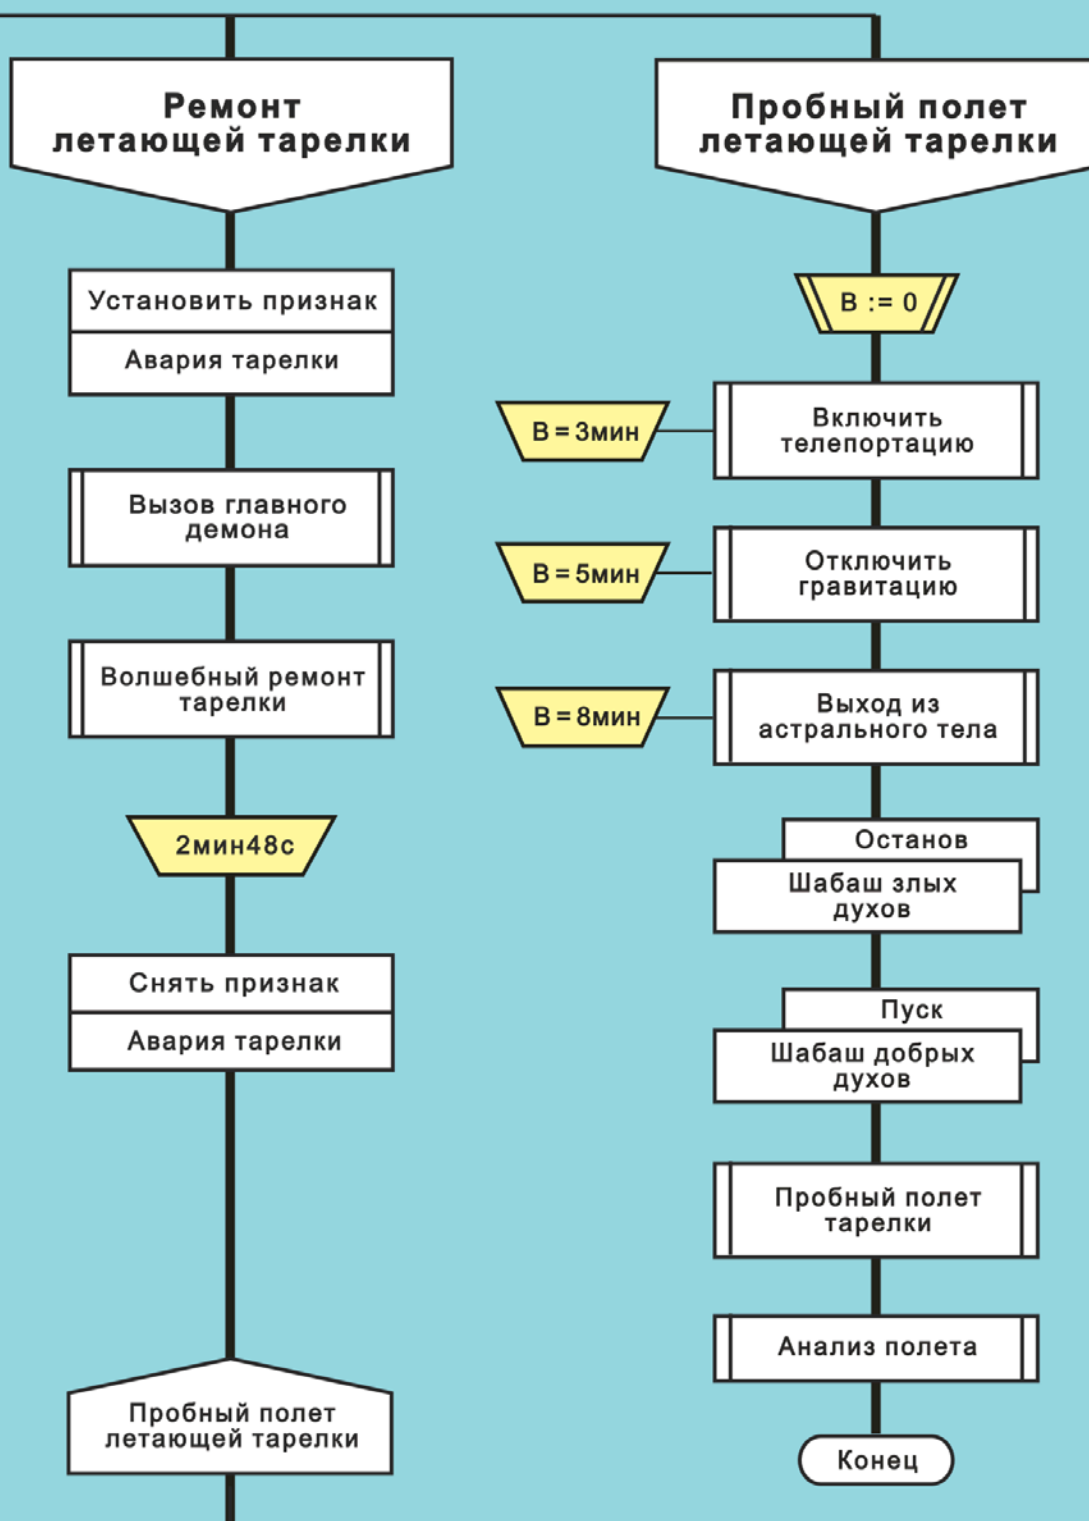 Ремонт
летающей тарелки
Установить признак
Авария тарелки
Вызов главного
демона
Волшебный ремонт
тарелки
2мин48с
Снять признак
Авария тарелки
Пробный полет
летающей тарелки
Пробный полет
летающей тарелки
В := 0
В = 3мин
Включить
телепортацию
В = 5мин
Отключить
гравитацию
В = 8мин
Выход из
астрального тела
Останов
Шабаш злых
духов
Пуск
Шабаш добрых
духов
Пробный полет
тарелки
Анализ полета
Конец